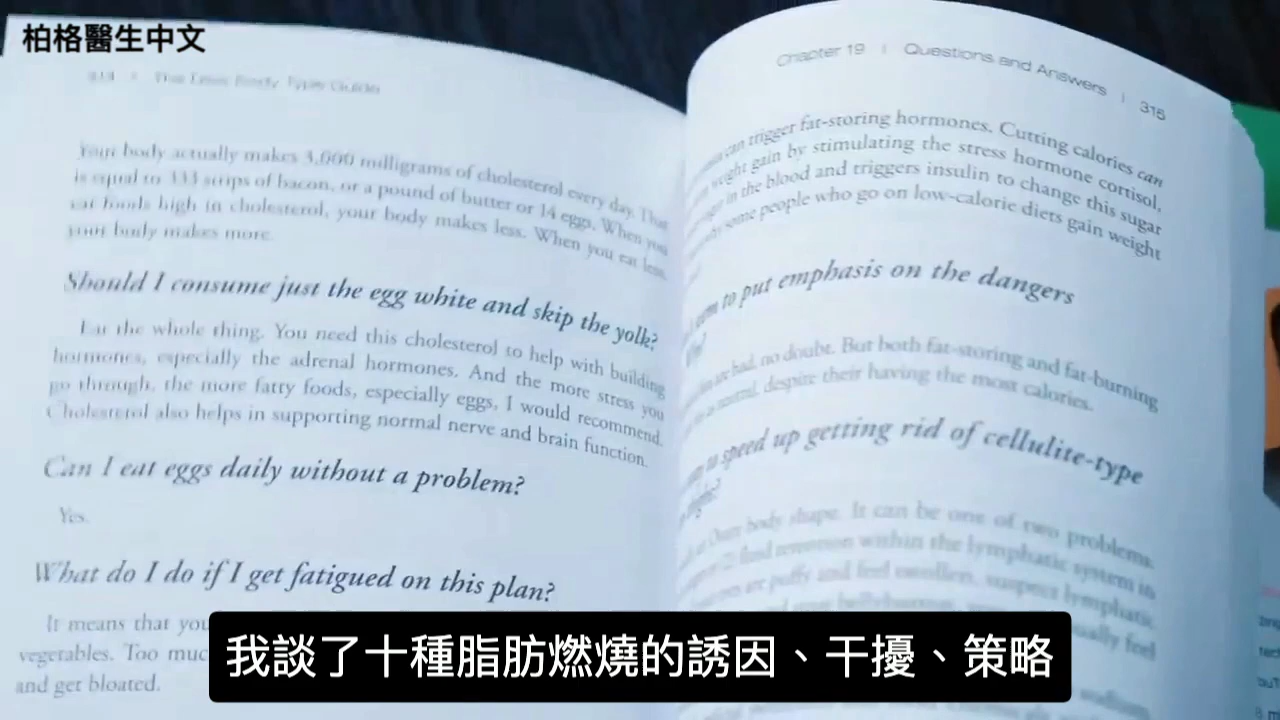 柏格醫生中文
314 | The Four Body Types Guide
Your body actually makes 3,000 milligrams of cholesterol every day. That
is equal to 333 strips of bacon, or a pound of butter or 14 eggs. When you
eat foods high in cholesterol, your body makes less. When you eat less,
your body makes more.
Should I consume just the egg white and skip the yolk?
Eat the whole thing. You need this cholesterol to help with building
hormones, especially the adrenal hormones. And the more stress you
go through, the more fatty foods, especially eggs, I would recommend.
Cholesterol also helps in supporting normal nerve and brain function.
Can I eat eggs daily without a problem?
Yes.
What do I do if I get fatigued on this plan?
It means that you
vegetables. Too muc
and get bloated.
Chapter 19 | Questions and Answers | 315
can trigger fat-storing hormones. Cutting calories can
weight gain by stimulating the stress hormone cortisol,
in the blood and triggers insulin to change this sugar
some people who go on low-calorie diets gain weight
to put emphasis on the dangers
are bad, no doubt. But both fat-storing and fat-burning
is neutral, despite their having the most calories.
to speed up getting rid of cellulite-type
body shape. It can be one of two problems.
(2) fluid retention within the lymphatic system in
are puffy and feel swollen, suspect lymphatic
feel
我談了十種脂肪燃燒的誘因、干擾、策略